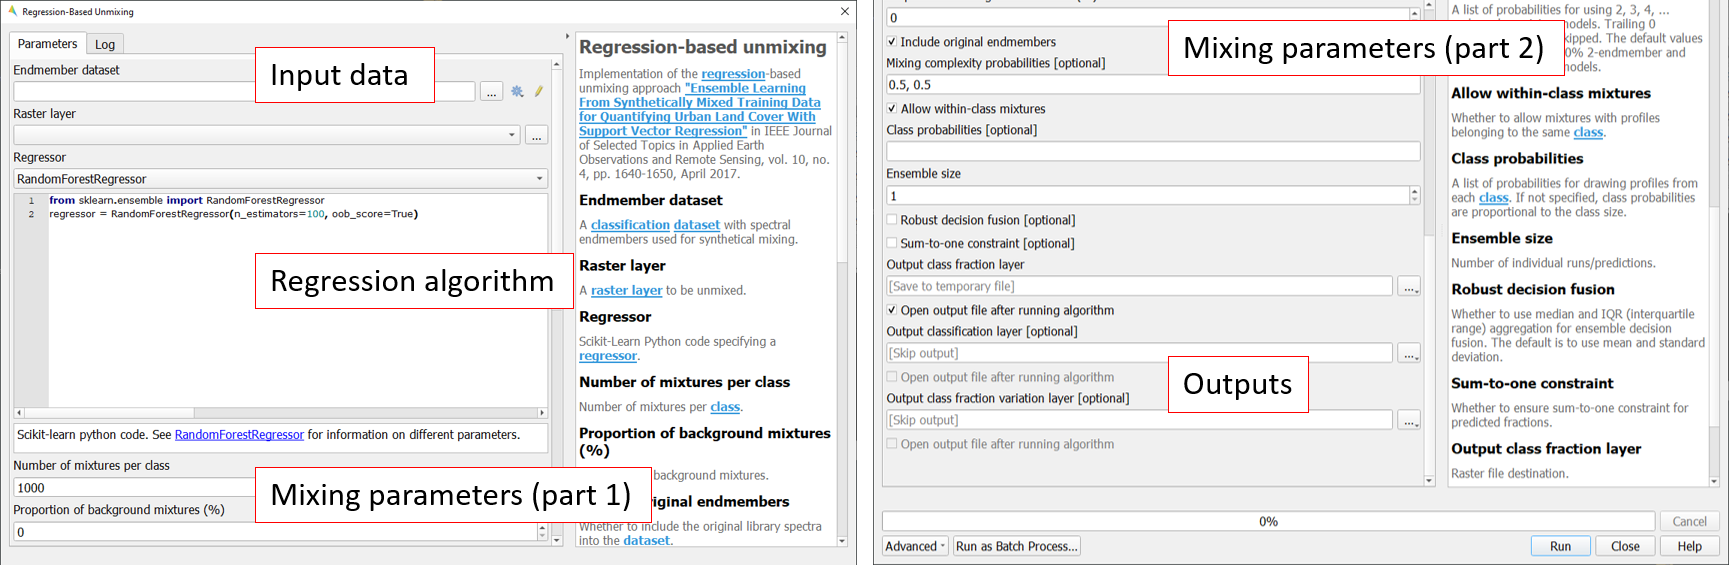 Regression-Based Unmixing
Parameters
Log
Endmember dataset
Input data
...
Raster layer
...
Regressor
RandomForestRegressor
1 from sklearn.ensemble import RandomForestRegressor
2 regressor = RandomForestRegressor(n_estimators=100, oob_score=True)
Regression algorithm
Scikit-learn python code. See RandomForestRegressor for information on different parameters.
Number of mixtures per class
1000
Mixing parameters (part 1)
Proportion of background mixtures (%)
0
Regression-based unmixing
Implementation of the regression-based
unmixing approach "Ensemble Learning
From Synthetically Mixed Training Data
for Quantifying Urban Land Cover With
Support Vector Regression" in IEEE Journal
of Selected Topics in Applied Earth
Observations and Remote Sensing, vol. 10, no.
4, pp. 1640-1650, April 2017.
Endmember dataset
A classification dataset with spectral
endmembers used for synthetical mixing.
Raster layer
A raster layer to be unmixed.
Regressor
Scikit-Learn Python code specifying a
regressor.
Number of mixtures per class
Number of mixtures per class.
Proportion of background mixtures
(%)
background mixtures.
endmembers
Whether to include the original library spectra
into the dataset.
0
Include original endmembers
Mixing parameters (part 2)
Mixing complexity probabilities [optional]
0.5, 0.5
Allow within-class mixtures
Class probabilities [optional]
Ensemble size
1
Robust decision fusion [optional]
Sum-to-one constraint [optional]
Output class fraction layer
[Save to temporary file]
...
Open output file after running algorithm
Output classification layer [optional]
[Skip output]
...
Open output file after running algorithm
Outputs
Output class fraction variation layer [optional]
[Skip output]
...
Open output file after running algorithm
A list of probabilities for using 2, 3, 4, ...
models. Trailing 0
The default values
0% 2-endmember and
Allow within-class mixtures
Whether to allow mixtures with profiles
belonging to the same class.
Class probabilities
A list of probabilities for drawing profiles from
each class. If not specified, class probabilities
are proportional to the class size.
Ensemble size
Number of individual runs/predictions.
Robust decision fusion
Whether to use median and IQR (interquartile
range) aggregation for ensemble decision
fusion. The default is to use mean and standard
deviation.
Sum-to-one constraint
Whether to ensure sum-to-one constraint for
predicted fractions.
Output class fraction layer
Raster file destination.
0%
Cancel
Advanced
Run as Batch Process...
Run
Close
Help